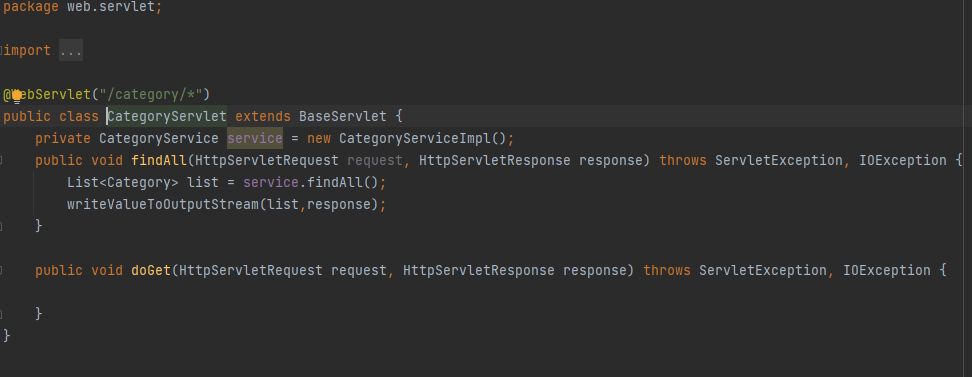 package web.servlet;
import ...
@WebServlet("/category/*")
public class CategoryServlet extends BaseServlet {
private CategoryService service = new CategoryServiceImpl();
public void findAll(HttpServletRequest request, HttpServletResponse response) throws ServletException, IOException {
List<Category> list = service.findAll();
writeValueToOutputStream(list,response);
}
public void doGet(HttpServletRequest request, HttpServletResponse response) throws ServletException, IOException {
}
}